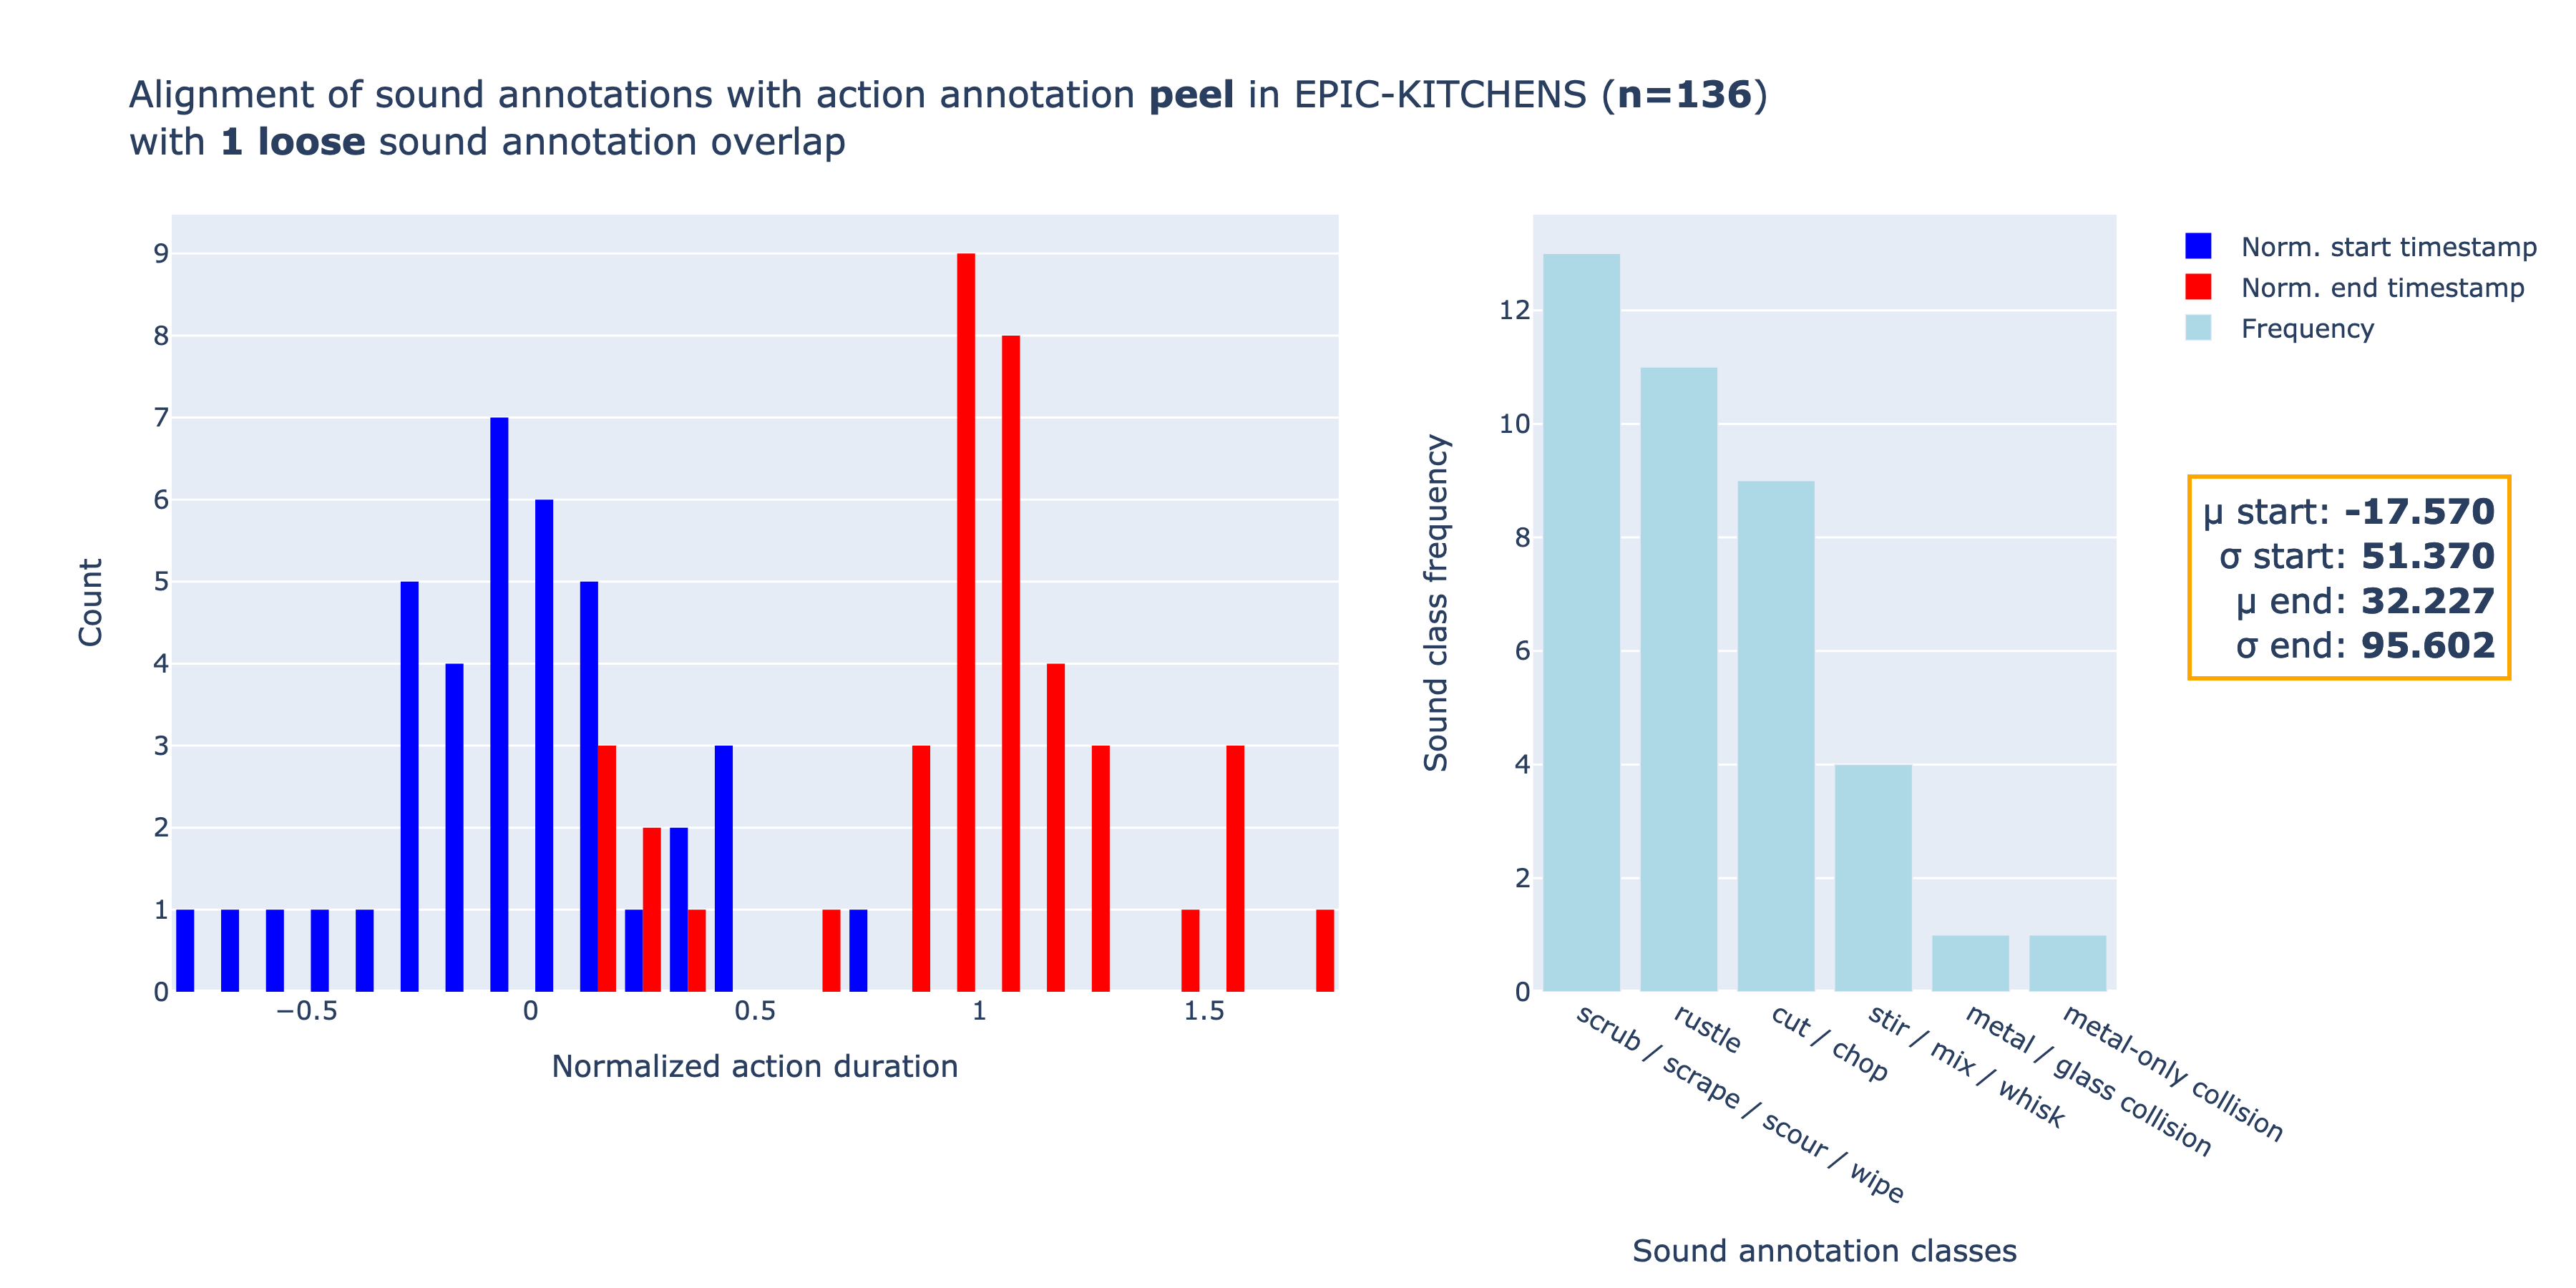 Alignment of sound annotations with action annotation peel in EPIC-KITCHENS (n=136)
with 1 loose sound annotation overlap
Count
9
8
7
6
5
4
3
2
1
0
−0.5
0
0.5
1
1.5
Normalized action duration
Sound class frequency
12
10
8
6
4
2
0
scrub / scrape / scour / wipe
rustle
cut / chop
stir / mix / whisk
metal / glass collision
metal-only collision
Sound annotation classes
Norm. start timestamp
Norm. end timestamp
Frequency
μ start: -17.570
σ start: 51.370
μ end: 32.227
σ end: 95.602